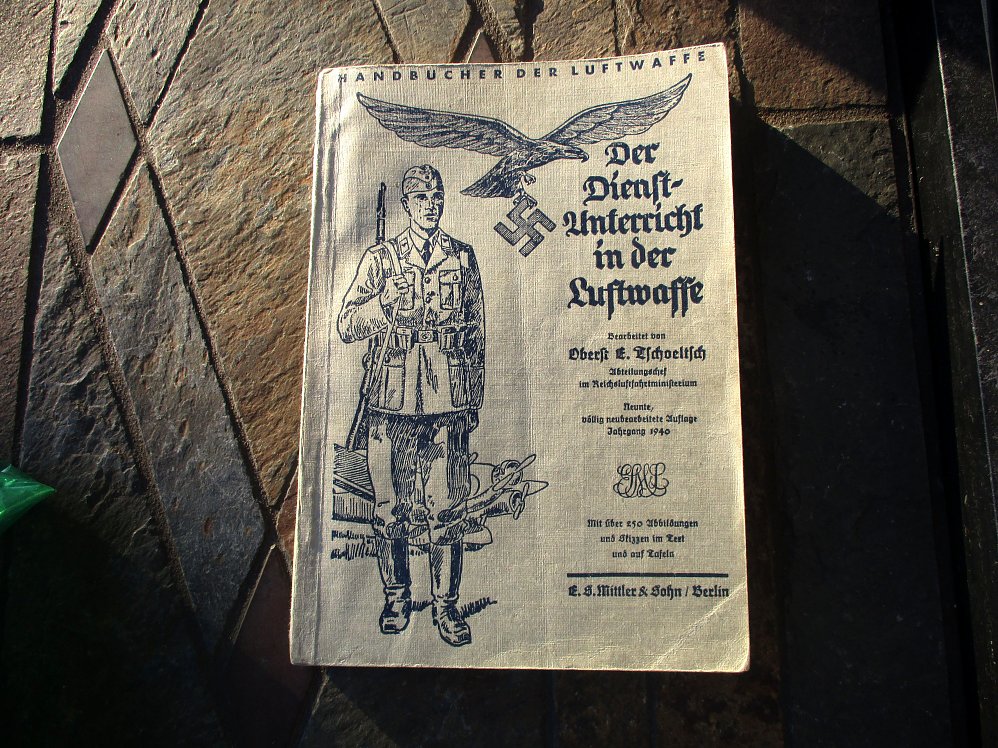 HANDBÜCHER DER LUFTWAFFE
Der
Dienst-
Unterricht
in der
Luftwaffe
Bearbeitet von
Oberst E. Tschoeltsch
Abteilungschef
im Reichsluftfahrtministerium
Neunte,
völlig neubearbeitete Auflage
Jahrgang 1940
Mit über 250 Abbildungen
und Skizzen im Text
und auf Tafeln
E. S. Mittler & Sohn / Berlin